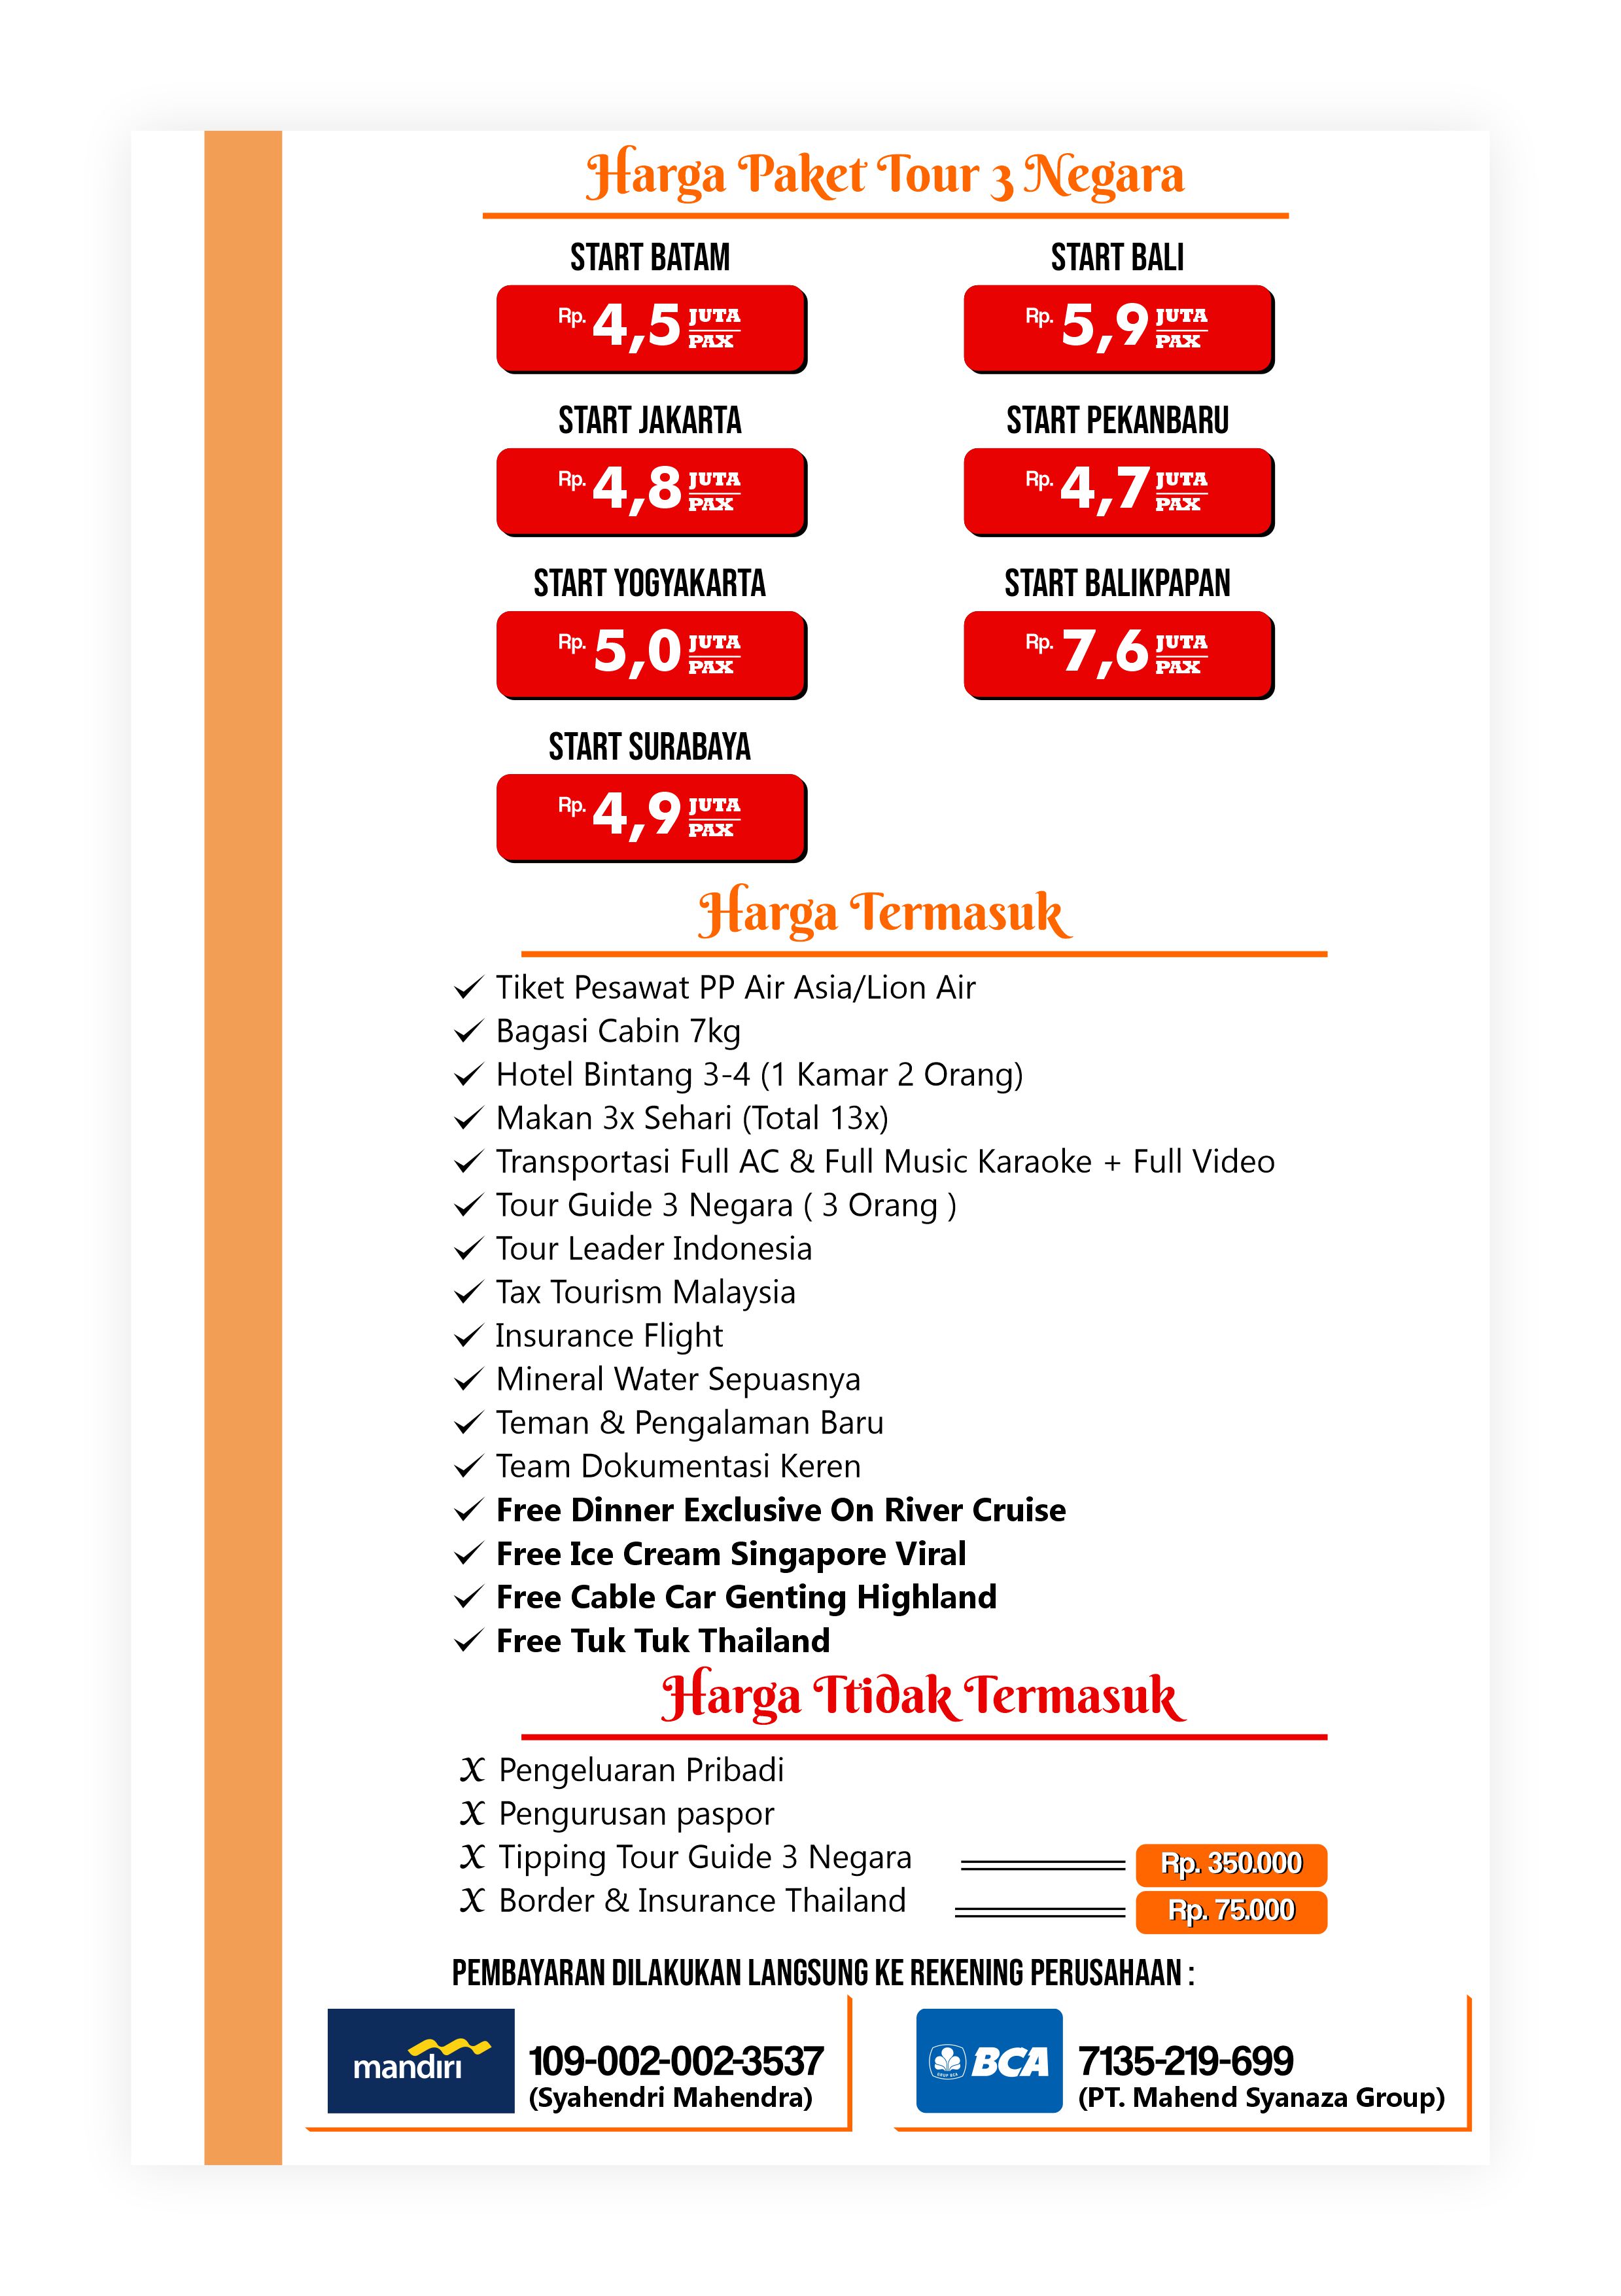 Harga Paket Tour 3 Negara
START BATAM
Rp. 4,5 JUTA PAX
START BALI
Rp. 5,9 JUTA PAX
START JAKARTA
Rp. 4,8 JUTA PAX
START PEKANBARU
Rp. 4,7 JUTA PAX
START YOGYAKARTA
Rp. 5,0 JUTA PAX
START BALIKPAPAN
Rp. 7,6 JUTA PAX
START SURABAYA
Rp. 4,9 JUTA PAX
Harga Termasuk
✓ Tiket Pesawat PP Air Asia/Lion Air
✓ Bagasi Cabin 7kg
✓ Hotel Bintang 3-4 (1 Kamar 2 Orang)
✓ Makan 3x Sehari (Total 13x)
✓ Transportasi Full AC & Full Music Karaoke + Full Video
✓ Tour Guide 3 Negara ( 3 Orang )
✓ Tour Leader Indonesia
✓ Tax Tourism Malaysia
✓ Insurance Flight
✓ Mineral Water Sepuasnya
✓ Teman & Pengalaman Baru
✓ Team Dokumentasi Keren
✓ Free Dinner Exclusive On River Cruise
✓ Free Ice Cream Singapore Viral
✓ Free Cable Car Genting Highland
✓ Free Tuk Tuk Thailand
Harga Ttidak Termasuk
X Pengeluaran Pribadi
X Pengurusan paspor
X Tipping Tour Guide 3 Negara Rp. 350.000
X Border & Insurance Thailand Rp. 75.000
PEMBAYARAN DILAKUKAN LANGSUNG KE REKENING PERUSAHAAN :
mandiri
109-002-002-3537
(Syahendri Mahendra)
BCA
7135-219-699
(PT. Mahend Syanaza Group)